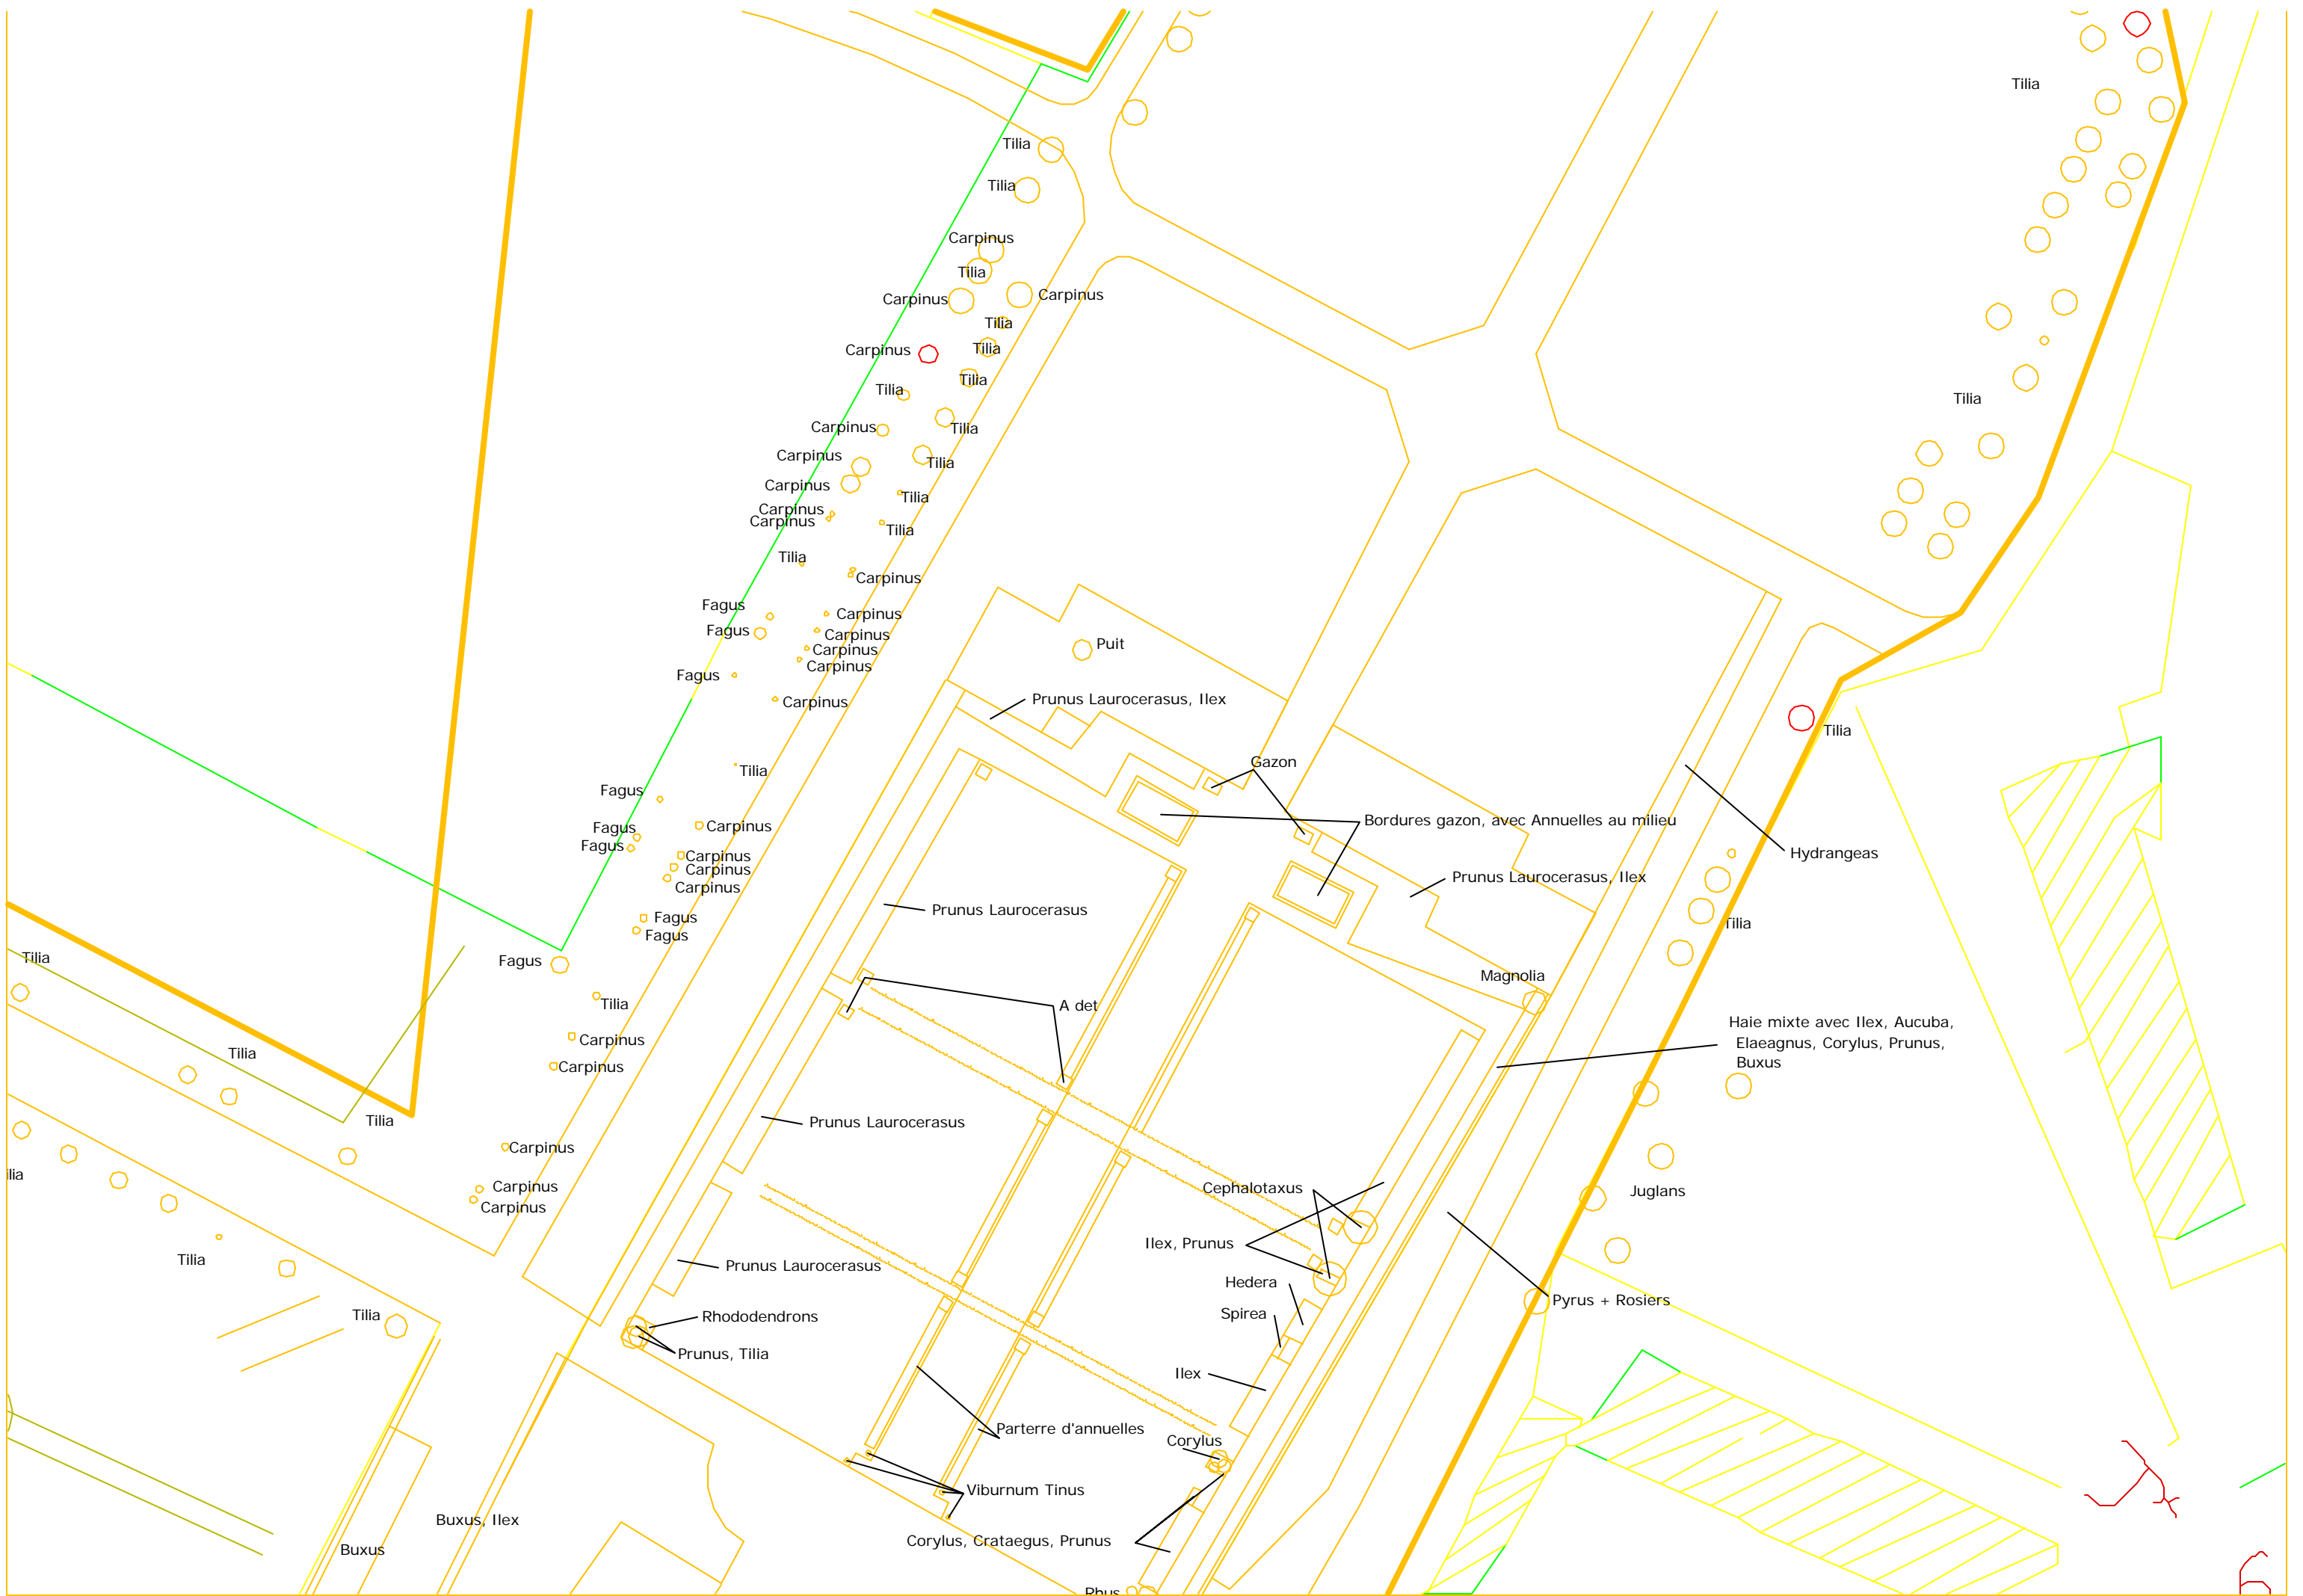 Tilia
Tilia
Tilia
Carpinus
Tilia
Carpinus
Carpinus
Tilia
Carpinus
Tilia
Tilia
Tilia
Tilia
Carpinus
Tilia
Carpinus
Tilia
Carpinus
Tilia
Carpinus
Carpinus
Tilia
Tilia
Carpinus
Fagus
Carpinus
Fagus
Carpinus
Puit
Carpinus
Carpinus
Fagus
Prunus Laurocerasus, Ilex
Carpinus
Tilia
Gazon
Tilia
Fagus
Bordures gazon, avec Annuelles au milieu
Carpinus
Fagus
Fagus
Hydrangeas
Carpinus
Carpinus
Prunus Laurocerasus, Ilex
Carpinus
Prunus Laurocerasus
Fagus
Tilia
Fagus
Tilia
Fagus
Magnolia
Tilia
A det
Haie mixte avec Ilex, Aucuba,
Elaeagnus, Corylus, Prunus,
Buxus
Carpinus
Tilia
Carpinus
Tilia
Prunus Laurocerasus
Carpinus
ilia
Carpinus
Cephalotaxus
Juglans
Carpinus
Ilex, Prunus
Tilia
Prunus Laurocerasus
Hedera
Pyrus + Rosiers
Tilia
Rhododendrons
Spirea
Prunus, Tilia
Ilex
Parterre d'annuelles
Corylus
Viburnum Tinus
Buxus, Ilex
Corylus, Crataegus, Prunus
Buxus
Rhus